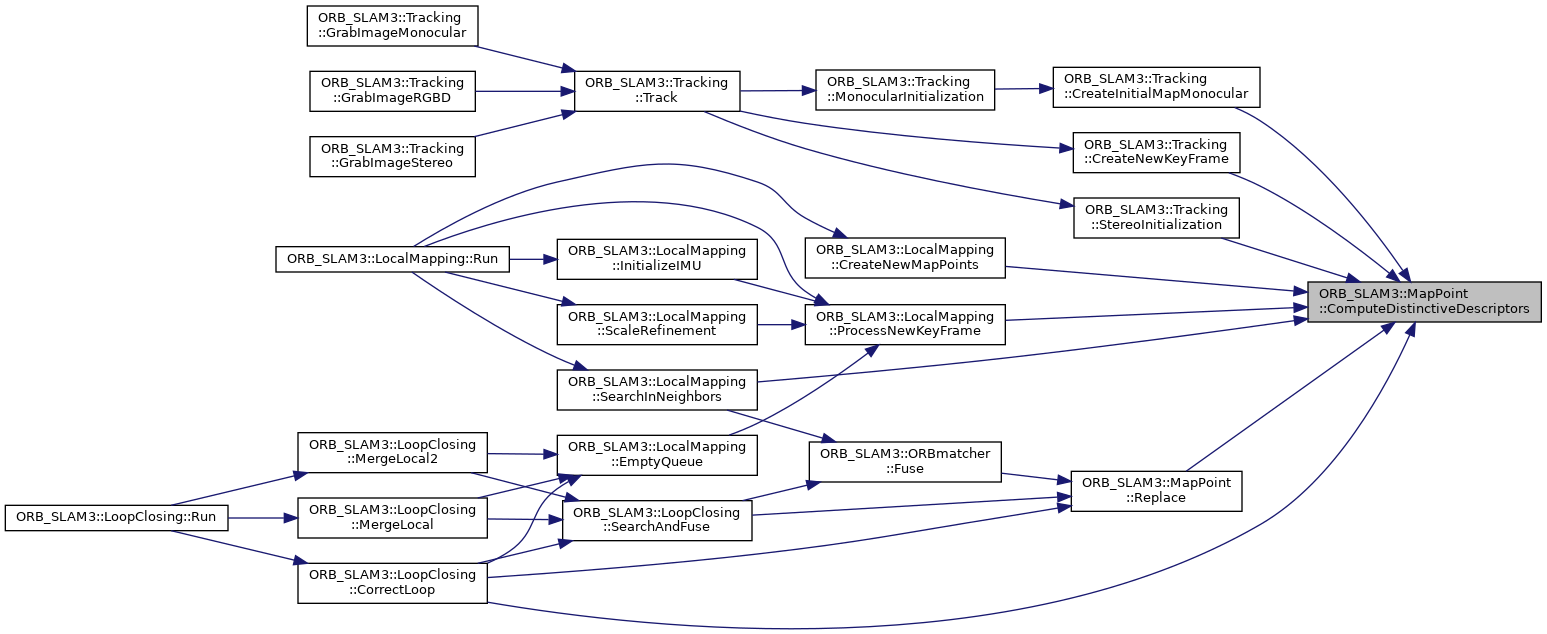 ORB_SLAM3::Tracking
::GrabImageMonocular
ORB_SLAM3::Tracking
::GrabImageRGBD
ORB_SLAM3::Tracking
::GrabImageStereo
ORB_SLAM3::Tracking
::Track
ORB_SLAM3::Tracking
::MonocularInitialization
ORB_SLAM3::Tracking
::CreateInitialMapMonocular
ORB_SLAM3::Tracking
::CreateNewKeyFrame
ORB_SLAM3::Tracking
::StereoInitialization
ORB_SLAM3::LocalMapping::Run
ORB_SLAM3::LocalMapping
::InitializeIMU
ORB_SLAM3::LocalMapping
::ScaleRefinement
ORB_SLAM3::LocalMapping
::CreateNewMapPoints
ORB_SLAM3::LocalMapping
::ProcessNewKeyFrame
ORB_SLAM3::MapPoint
::ComputeDistinctiveDescriptors
ORB_SLAM3::LocalMapping
::SearchInNeighbors
ORB_SLAM3::LocalMapping
::EmptyQueue
ORB_SLAM3::ORBmatcher
::Fuse
ORB_SLAM3::MapPoint
::Replace
ORB_SLAM3::LoopClosing
::MergeLocal2
ORB_SLAM3::LoopClosing
::MergeLocal
ORB_SLAM3::LoopClosing
::SearchAndFuse
ORB_SLAM3::LoopClosing::Run
ORB_SLAM3::LoopClosing
::CorrectLoop